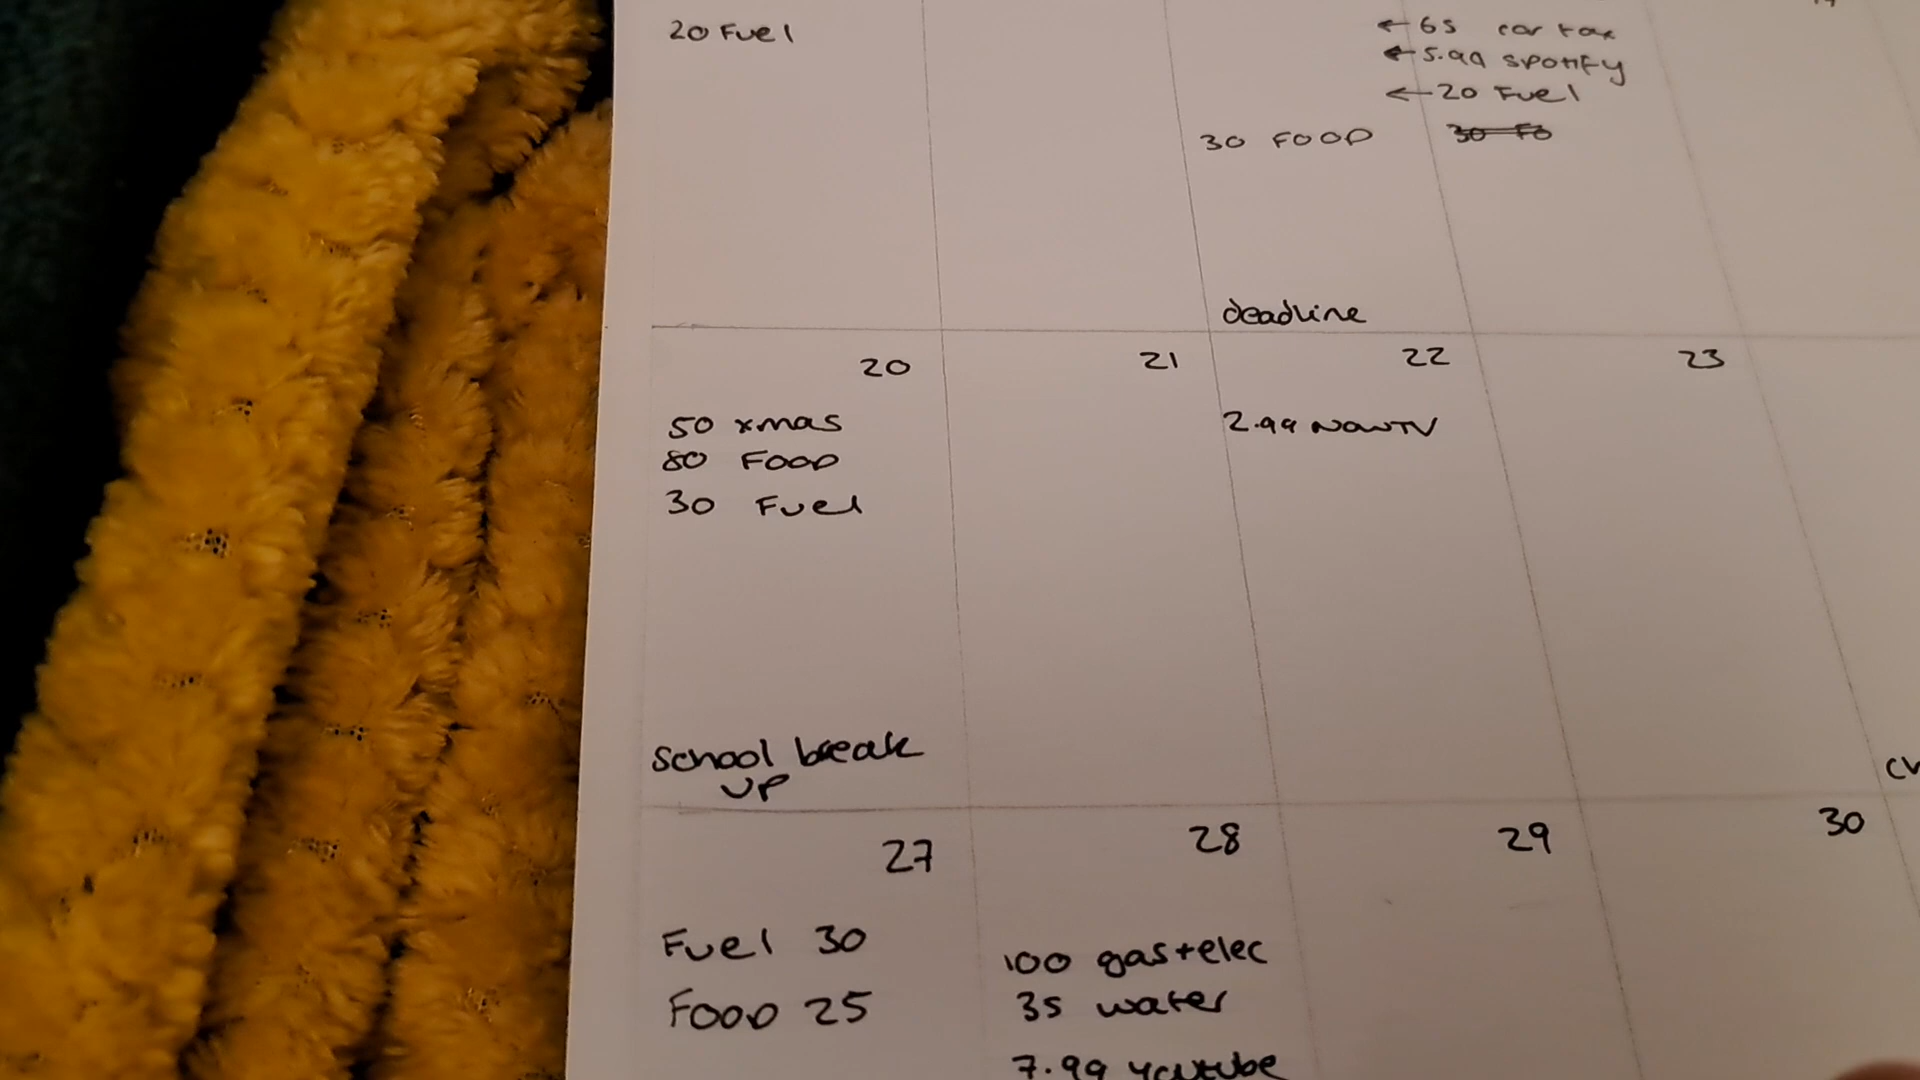 20 Fuel
← 65 car tax
← 5.99 spotify
← 20 Fuel
30 FOOD
30 Fo
deadline
20
21
22
23
50 xmas
80 Food
30 Fuel
2.99 NOWTV
School break
up
27
28
29
30
Fuel 30
Food 25
100 gas+elec
35 water
7.99 youtube